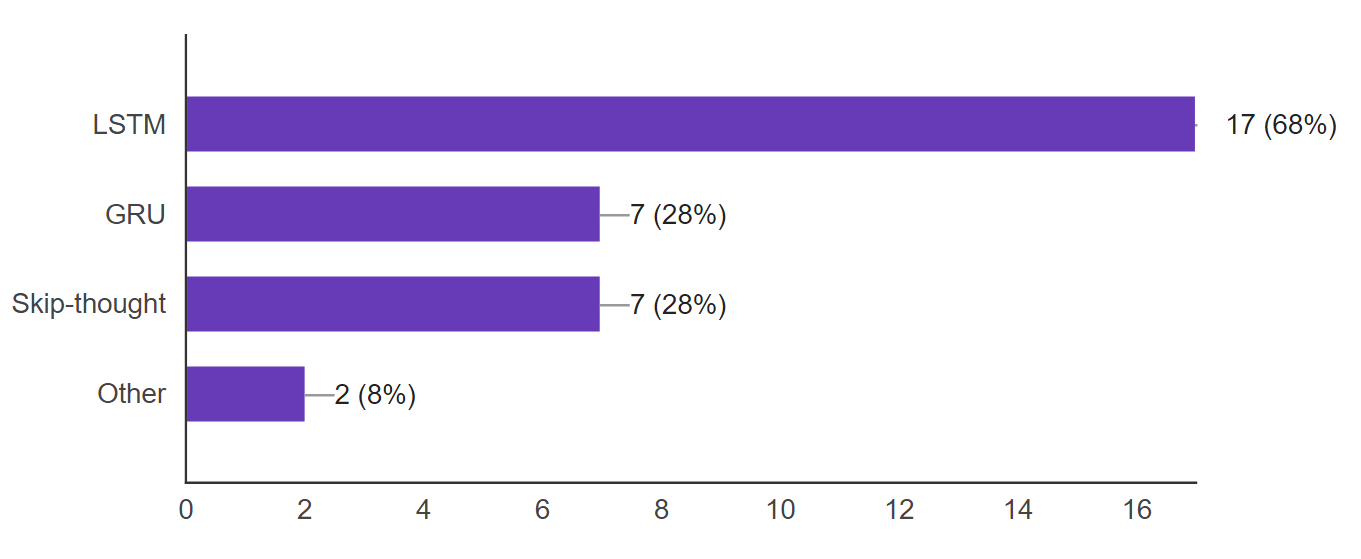 LSTM 17 (68%)
GRU 7 (28%)
Skip-thought 7 (28%)
Other 2 (8%)
0 2 4 6 8 10 12 14 16